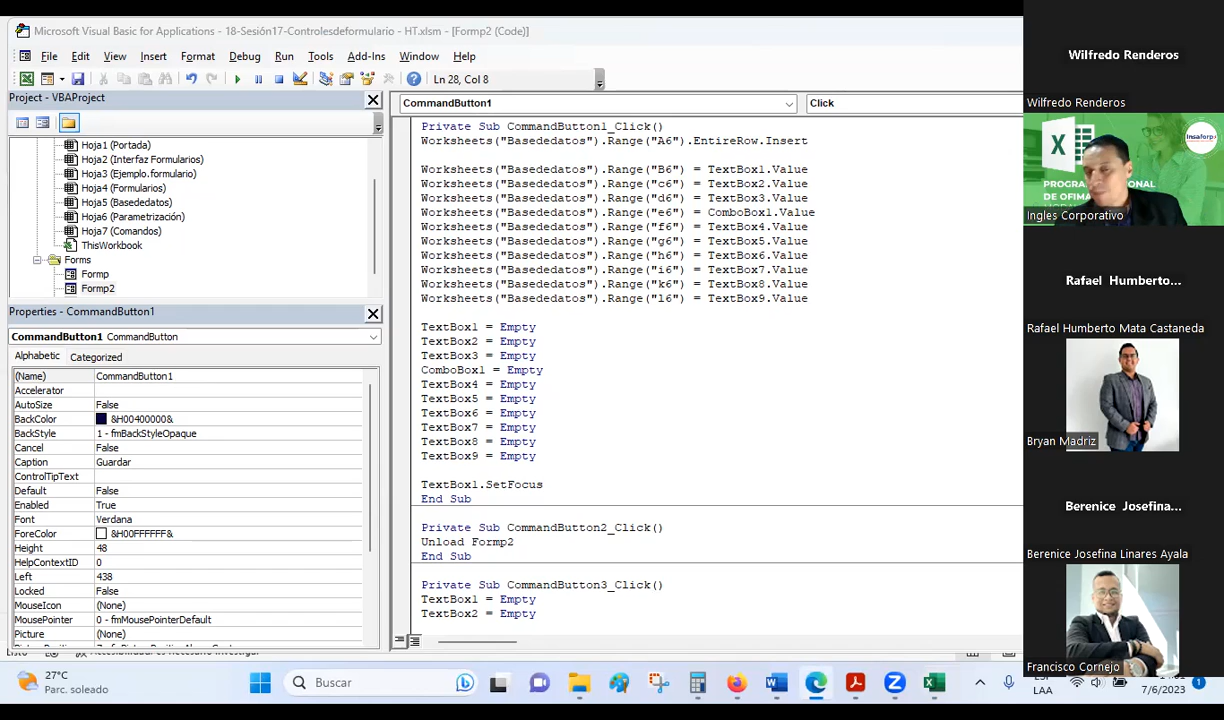 Microsoft Visual Basic for Applications - 18-Sesión17-Controlesdeformulario - HT.xlsm - [Formp2 (Code)]
File Edit View Insert Format Debug Run Tools Add-Ins Window Help
Ln 28, Col 8
Project - VBAProject
Hoja1 (Portada)
Hoja2 (Interfaz Formularios)
Hoja3 (Ejemplo.formulario)
Hoja4 (Formularios)
Hoja5 (Basededatos)
Hoja6 (Parametrización)
Hoja7 (Comandos)
ThisWorkbook
Forms
Formp
Formp2
Properties - CommandButton1
CommandButton1 CommandButton
Alphabetic Categorized
(Name) CommandButton1
Accelerator
AutoSize False
BackColor &H00400000&
BackStyle 1 - fmBackStyleOpaque
Cancel False
Caption Guardar
ControlTipText
Default False
Enabled True
Font Verdana
ForeColor &H00FFFFFF&
Height 48
HelpContextID 0
Left 438
Locked False
MouseIcon (None)
MousePointer 0 - fmMousePointerDefault
Picture (None)
CommandButton1 Click
Private Sub CommandButton1_Click()
Worksheets("Basededatos").Range("A6").EntireRow.Insert
Worksheets("Basededatos").Range("B6") = TextBox1.Value
Worksheets("Basededatos").Range("c6") = TextBox2.Value
Worksheets("Basededatos").Range("d6") = TextBox3.Value
Worksheets("Basededatos").Range("e6") = ComboBox1.Value
Worksheets("Basededatos").Range("f6") = TextBox4.Value
Worksheets("Basededatos").Range("g6") = TextBox5.Value
Worksheets("Basededatos").Range("h6") = TextBox6.Value
Worksheets("Basededatos").Range("i6") = TextBox7.Value
Worksheets("Basededatos").Range("k6") = TextBox8.Value
Worksheets("Basededatos").Range("l6") = TextBox9.Value
TextBox1 = Empty
TextBox2 = Empty
TextBox3 = Empty
ComboBox1 = Empty
TextBox4 = Empty
TextBox5 = Empty
TextBox6 = Empty
TextBox7 = Empty
TextBox8 = Empty
TextBox9 = Empty
TextBox1.SetFocus
End Sub
Private Sub CommandButton2_Click()
Unload Formp2
End Sub
Private Sub CommandButton3_Click()
TextBox1 = Empty
TextBox2 = Empty
Wilfredo Renderos
Wilfredo Renderos
Insaforp
DE OFIMA
Ingles Corporativo
Rafael Humberto...
Rafael Humberto Mata Castaneda
Bryan Madriz
Berenice Josefina...
Berenice Josefina Linares Ayala
Francisco Cornejo
27°C
Parc. soleado
Buscar
LAA
7/6/2023
1